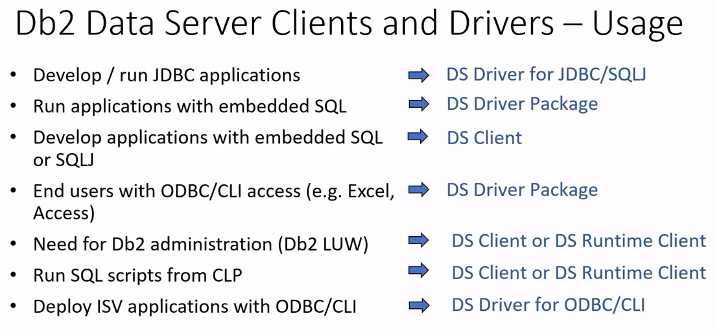 Db2 Data Server Clients and Drivers – Usage
• Develop / run JDBC applications DS Driver for JDBC/SQLJ
• Run applications with embedded SQL DS Driver Package
• Develop applications with embedded SQL DS Client
or SQLJ
• End users with ODBC/CLI access (e.g. Excel, DS Driver Package
Access)
• Need for Db2 administration (Db2 LUW) DS Client or DS Runtime Client
• Run SQL scripts from CLP DS Client or DS Runtime Client
• Deploy ISV applications with ODBC/CLI DS Driver for ODBC/CLI